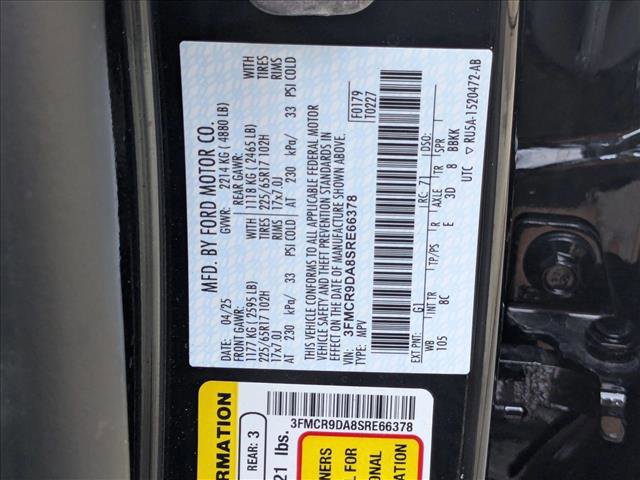 MFD. BY FORD MOTOR CO.
DATE: 04/25 GVWR: 2214 KG ( 4880 LB)
FRONT GAWR: REAR GAWR: WITH
1177 KG ( 2595 LB) 1118 KG ( 2465 LB) TIRES
225/65R17 102H 225/65R17 102H RIMS
17x7.0J 17x7.0J
AT 230 kPa/ 33 PSI COLD AT 230 kPa/ 33 PSI COLD
THIS VEHICLE CONFORMS TO ALL APPLICABLE FEDERAL MOTOR
VEHICLE SAFETY AND THEFT PREVENTION STANDARDS IN
EFFECT ON THE DATE OF MANUFACTURE SHOWN ABOVE.
VIN: 3FMCR9DA8SRE66378
TYPE: MPV
F0179
T0227
EXT PNT: G1 RC: 71 DSO:
WB INT TR TP/PS R AXLE TR SPR
105 8C E 3D 8 BBKK
UTC ▽ RU5A-1520472-AB
3FMCR9DA8SRE66378
REAR: 3
21 lbs.